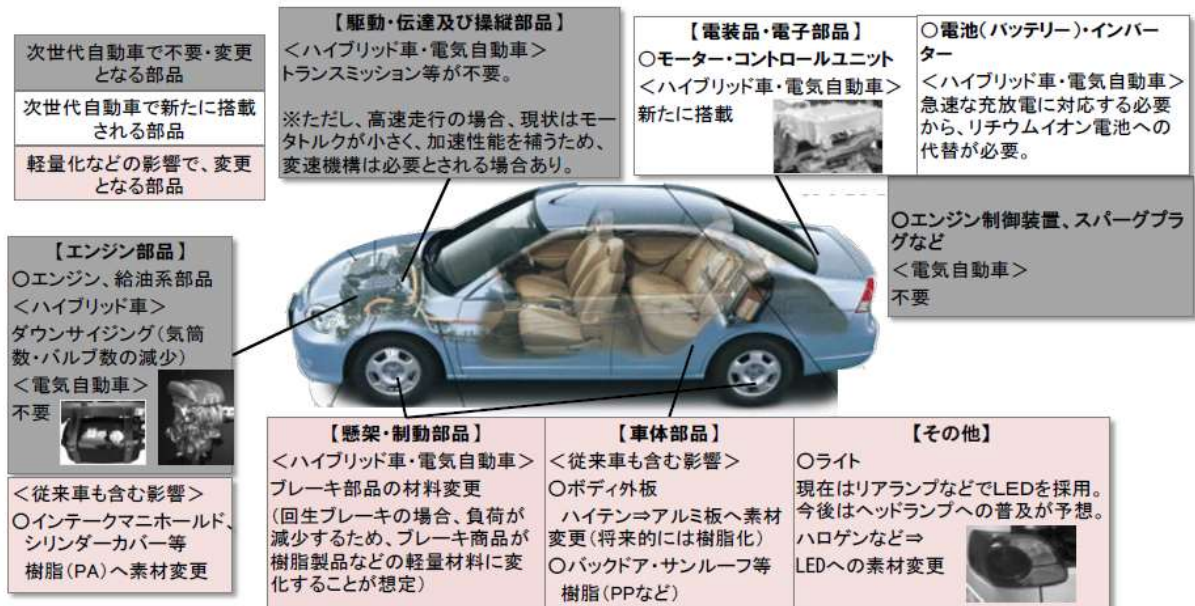 次世代自動車で不要・変更
となる部品
次世代自動車で新たに搭載
される部品
軽量化などの影響で、変更
となる部品
【駆動・伝達及び操縦部品】
＜ハイブリッド車・電気自動車＞
トランスミッション等が不要。
※ただし、高速走行の場合、現状はモー
タトルクが小さく、加速性能を補うため、
変速機構は必要とされる場合あり。
【電装品・電子部品】
○モーター・コントロールユニット
＜ハイブリッド車・電気自動車＞
新たに搭載
○電池(バッテリー)・インバー
ター
＜ハイブリッド車・電気自動車＞
急速な充放電に対応する必要
から、リチウムイオン電池への
代替が必要。
○エンジン制御装置、スパーグプラ
グなど
＜電気自動車＞
不要
【エンジン部品】
○エンジン、給油系部品
＜ハイブリッド車＞
ダウンサイジング(気筒
数・バルブ数の減少)
＜電気自動車＞
不要
＜従来車も含む影響＞
○インテークマニホールド、
シリンダーカバー等
樹脂(PA)へ素材変更
【懸架・制動部品】
＜ハイブリッド車・電気自動車＞
ブレーキ部品の材料変更
(回生ブレーキの場合、負荷が
減少するため、ブレーキ商品が
樹脂製品などの軽量材料に変
化することが想定)
【車体部品】
＜従来車も含む影響＞
○ボディ外板
ハイテン⇒アルミ板へ素材
変更(将来的には樹脂化)
○バックドア・サンルーフ等
樹脂(PPなど)
【その他】
○ライト
現在はリアランプなどでLEDを採用。
今後はヘッドランプへの普及が予想。
ハロゲンなど⇒
LEDへの素材変更